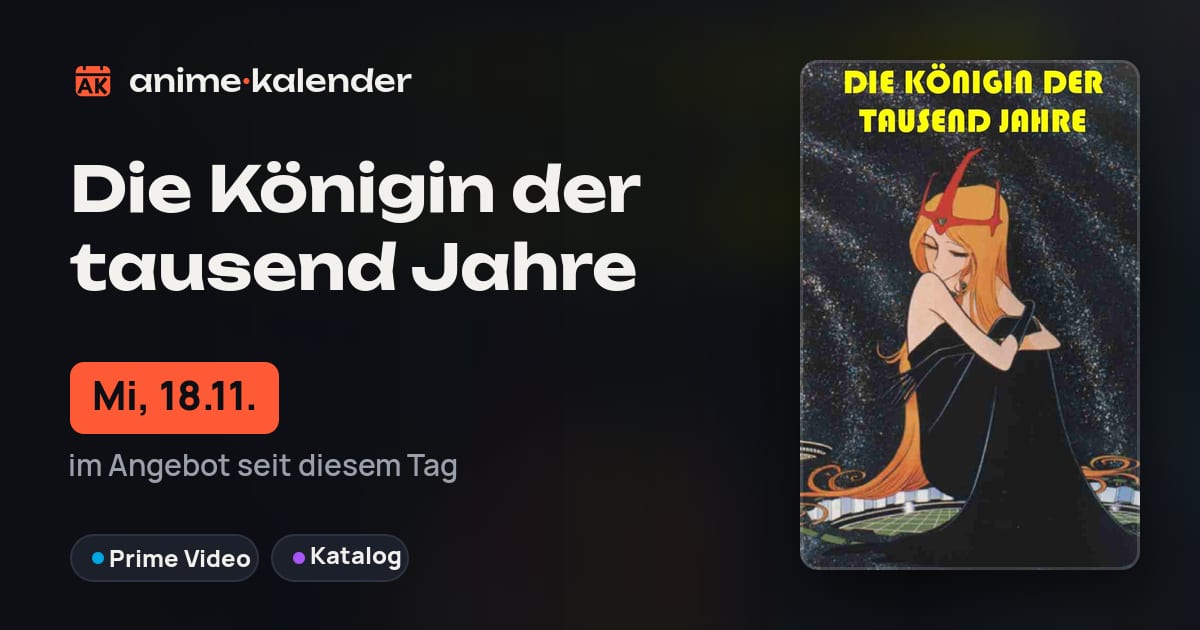 AK
anime·kalender
Die Königin der
tausend Jahre
Mi, 18.11.
im Angebot seit diesem Tag
Prime Video
Katalog
DIE KÖNIGIN DER
TAUSEND JAHRE